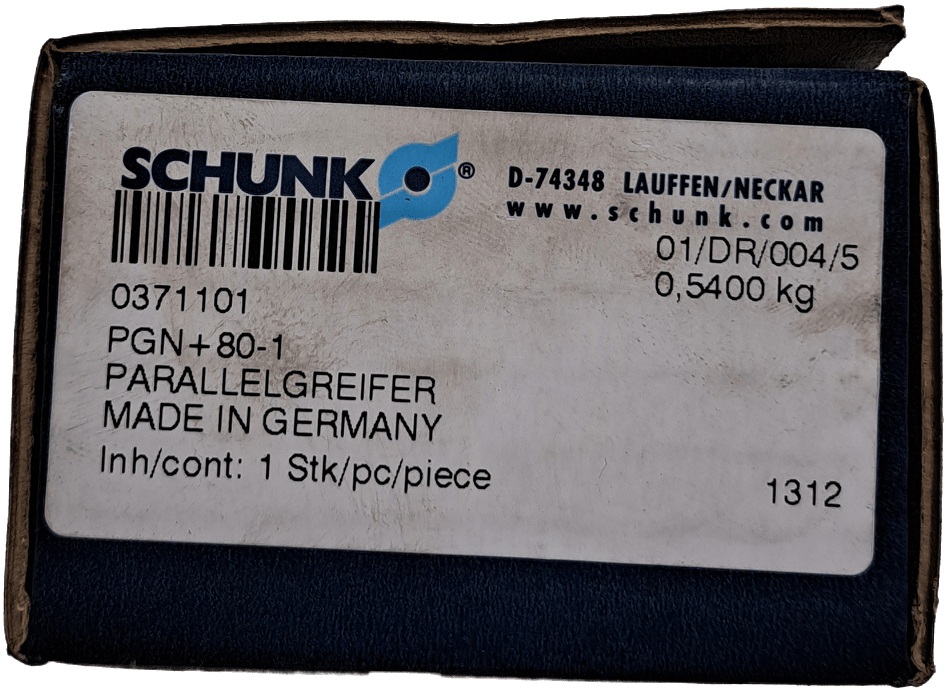 SCHUNK ®
D-74348 LAUFFEN/NECKAR
www.schunk.com
01/DR/004/5
0,5400 kg
0371101
PGN+80-1
PARALLELGREIFER
MADE IN GERMANY
Inh/cont: 1 Stk/pc/piece
1312